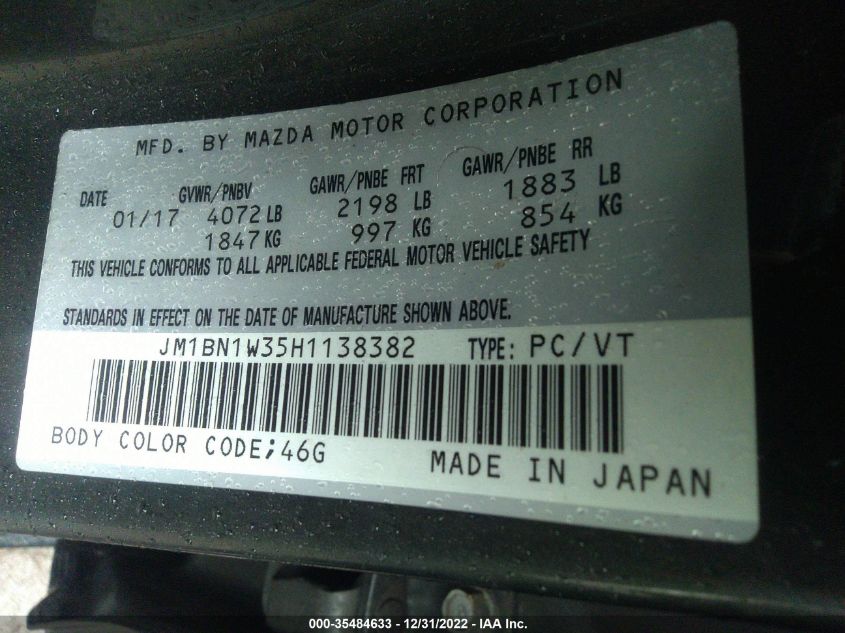 MFD. BY MAZDA MOTOR CORPORATION
DATE GVWR/PNBV GAWR/PNBE FRT GAWR/PNBE RR
01/17 4072 LB 2198 LB 1883 LB
1847 KG 997 KG 854 KG
THIS VEHICLE CONFORMS TO ALL APPLICABLE FEDERAL MOTOR VEHICLE SAFETY
STANDARDS IN EFFECT ON THE DATE OF MANUFACTURE SHOWN ABOVE.
JM1BN1W35H1138382 TYPE: PC/VT
BODY COLOR CODE;46G
MADE IN JAPAN
000-35484633 - 12/31/2022 - IAA Inc.